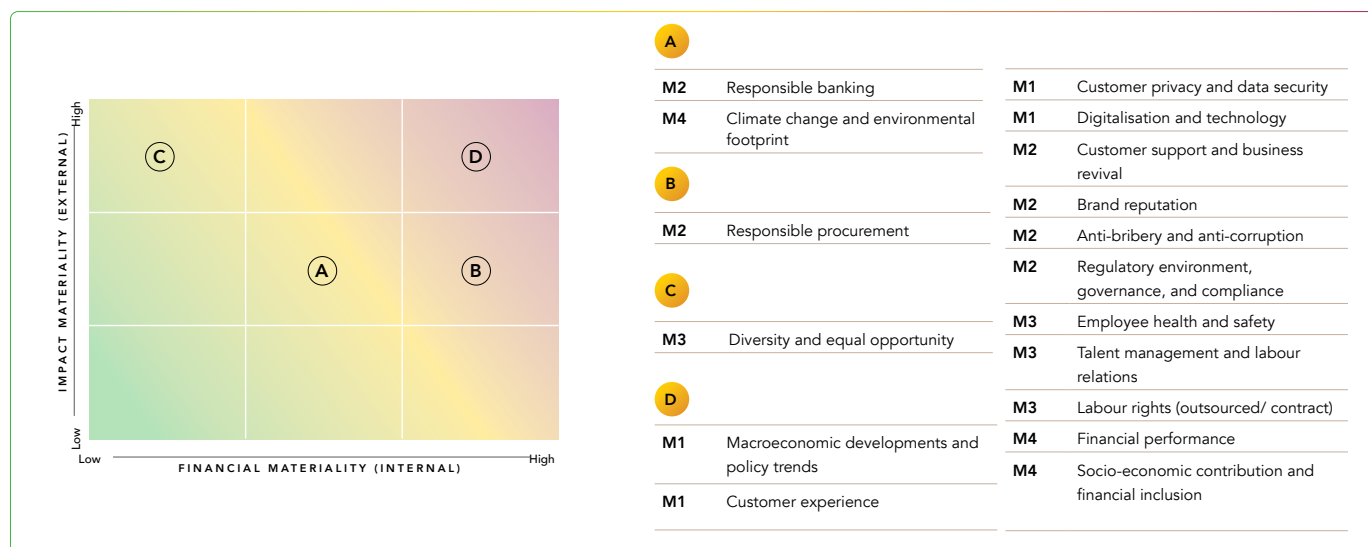 High
IMPACT MATERIALITY (EXTERNAL)
Low
C
D
A
B
Low
FINANCIAL MATERIALITY (INTERNAL)
High
A
M2 Responsible banking
M4 Climate change and environmental
footprint
B
M2 Responsible procurement
C
M3 Diversity and equal opportunity
D
M1 Macroeconomic developments and
policy trends
M1 Customer experience
M1 Customer privacy and data security
M1 Digitalisation and technology
M2 Customer support and business
revival
M2 Brand reputation
M2 Anti-bribery and anti-corruption
M2 Regulatory environment,
governance, and compliance
M3 Employee health and safety
M3 Talent management and labour
relations
M3 Labour rights (outsourced/ contract)
M4 Financial performance
M4 Socio-economic contribution and
financial inclusion